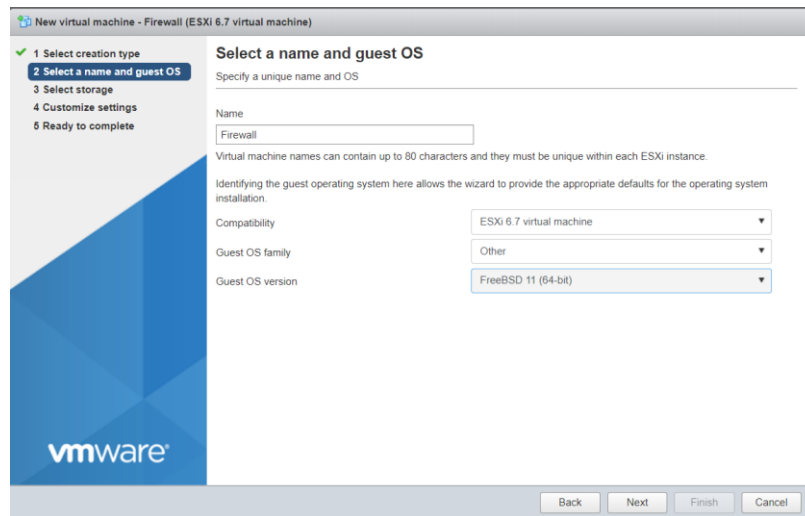 New virtual machine - Firewall (ESXi 6.7 virtual machine)
1 Select creation type
2 Select a name and guest OS
3 Select storage
4 Customize settings
5 Ready to complete
Select a name and guest OS
Specify a unique name and OS
Name
Firewall
Virtual machine names can contain up to 80 characters and they must be unique within each ESXi instance.
Identifying the guest operating system here allows the wizard to provide the appropriate defaults for the operating system
installation.
Compatibility ESXi 6.7 virtual machine
Guest OS family Other
Guest OS version FreeBSD 11 (64-bit)
vmware®
Back Next Finish Cancel